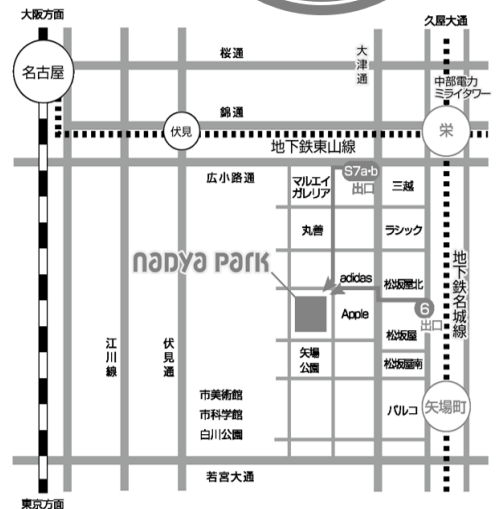 大阪方面
久屋大通
名古屋
桜通
大津通
中部電力
ミライタワー
錦通
伏見
栄
地下鉄東山線
広小路通
マルエイ
ガレリア
S7a・b
出口
三越
丸善
ラシック
nadya park
adidas
松坂屋北
地下鉄名城線
Apple
6
出口
松坂屋
江川線
伏見通
矢場
公園
松坂屋南
市美術館
市科学館
白川公園
パルコ
矢場町
若宮大通
東京方面